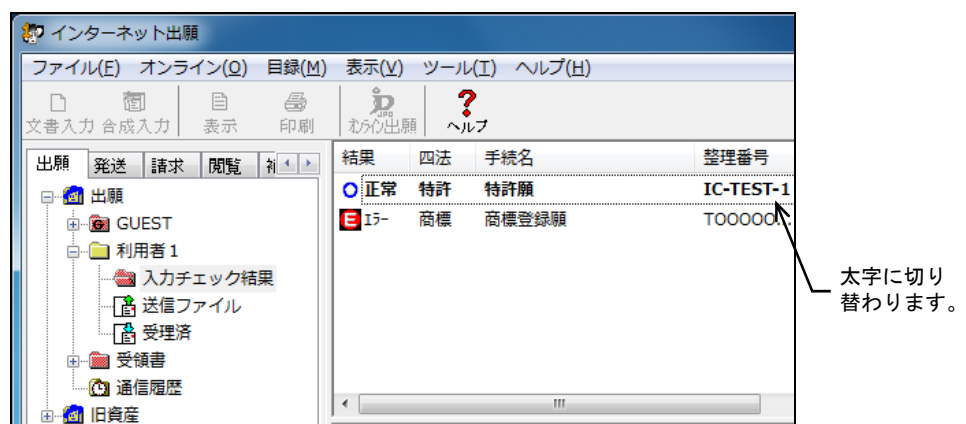 インターネット出願
ファイル(F) オンライン(O) 目録(M) 表示(V) ツール(T) ヘルプ(H)
文書入力 合成入力 表示 印刷 オンライン出願 ヘルプ
出願 発送 請求 閲覧
結果 四法 手続名 整理番号
正常 特許 特許願 IC-TEST-1
エラー 商標 商標登録願 TOOOOO...
出願
GUEST
利用者1
入力チェック結果
送信ファイル
受理済
受領書
通信履歴
旧資産
太字に切り
替わります。